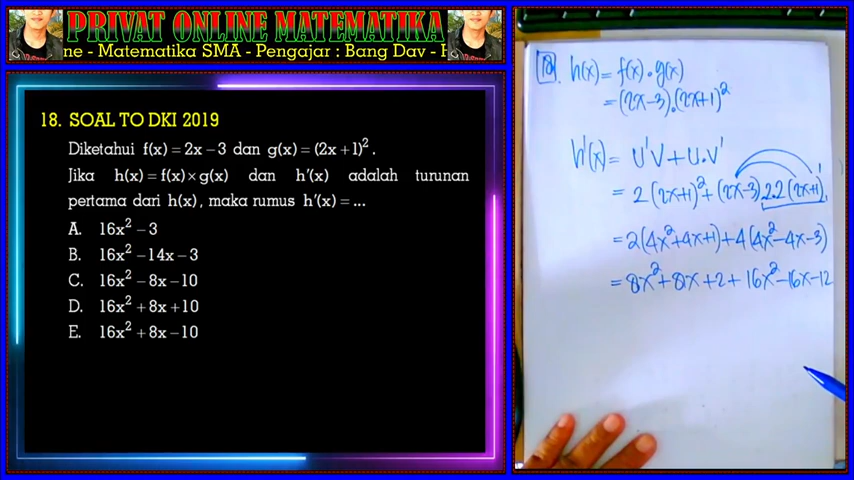 PRIVAT ONLINE MATEMATIKA
ne - Matematika SMA - Pengajar : Bang Dav -
18. SOAL TO DKI 2019
Diketahui f(x) = 2x – 3 dan g(x) = (2x + 1)².
Jika h(x) = f(x) × g(x) dan h'(x) adalah turunan
pertama dari h(x), maka rumus h'(x) = ...
A. 16x² – 3
B. 16x² – 14x – 3
C. 16x² – 8x – 10
D. 16x² + 8x + 10
E. 16x² + 8x – 10
18. h(x) = f(x) • g(x)
= (2x-3).(2x+1)²
h'(x) = U'V + U.V'
= 2(2x+1)² + (2x-3).2.2(2x+1)¹
= 2(4x²+4x+1)+4(4x²-4x-3)
= 8x²+8x+2+16x²-16x-12